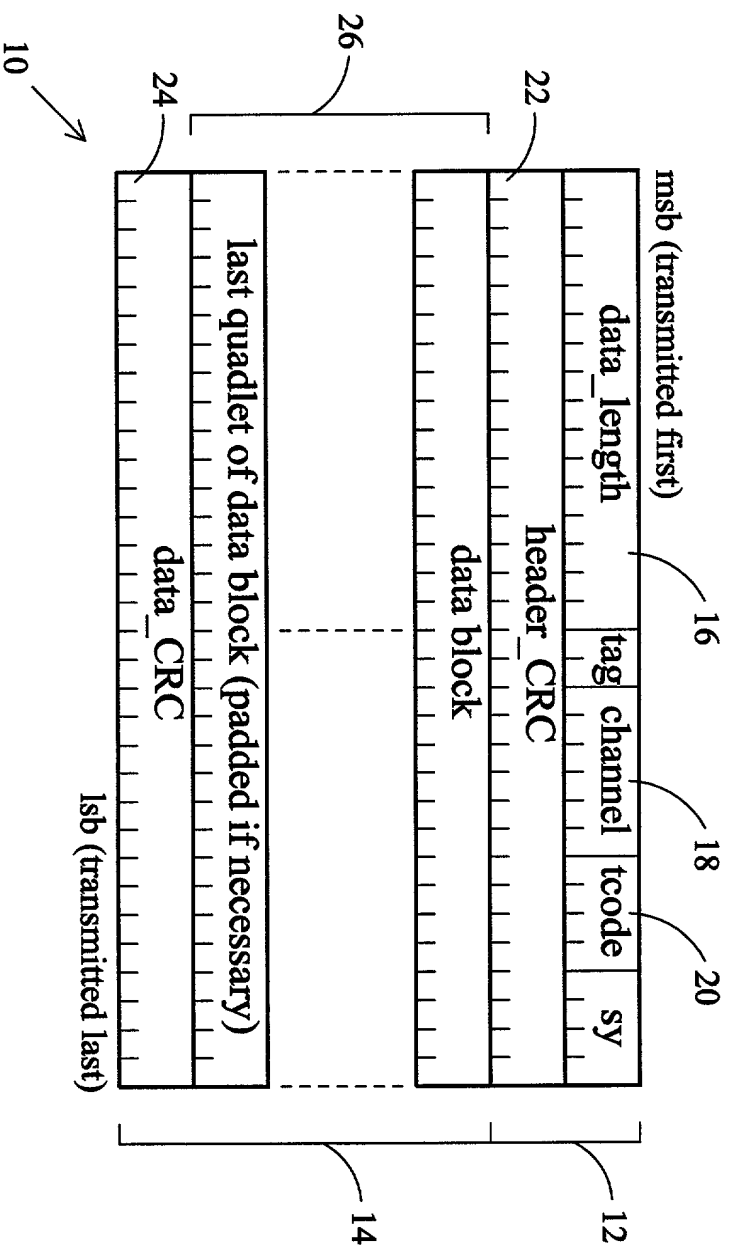 msb (transmitted first)
16
18
20
data_length
tag
channel
tcode
sy
22
header_CRC
12
data block
26
14
last quadlet of data block (padded if necessary)
24
data_CRC
lsb (transmitted last)
10